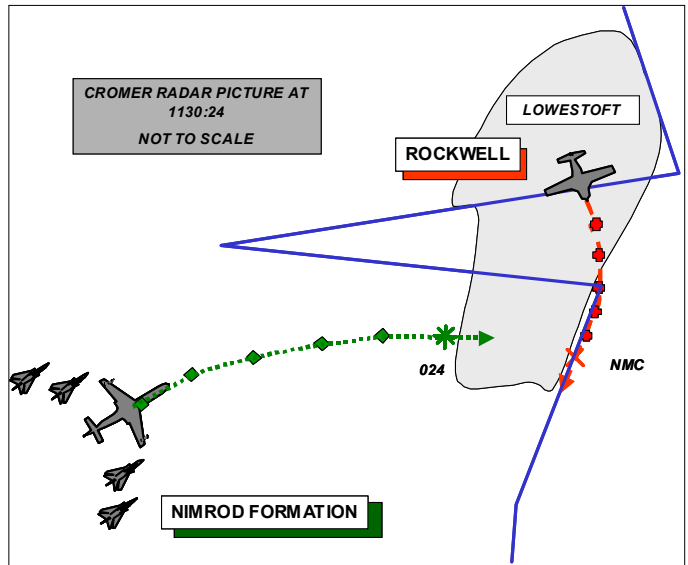 CROMER RADAR PICTURE AT
1130:24
NOT TO SCALE
LOWESTOFT
ROCKWELL
024
NMC
NIMROD FORMATION